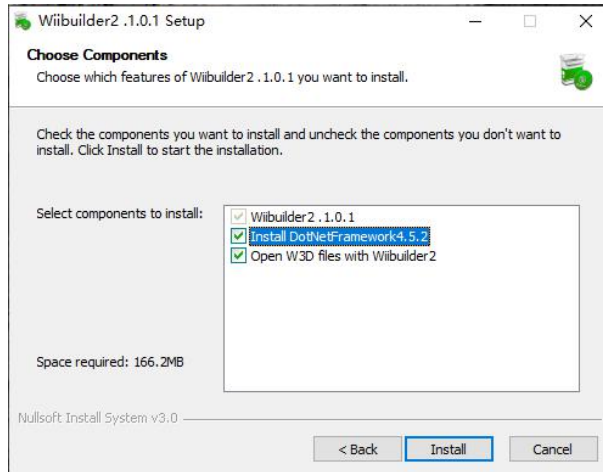 Wiibuilder2 .1.0.1 Setup
Choose Components
Choose which features of Wiibuilder2 .1.0.1 you want to install.
Check the components you want to install and uncheck the components you don't want to
install. Click Install to start the installation.
Select components to install:
Wiibuilder2 .1.0.1
Install DotNetFramework4.5.2
Open W3D files with Wiibuilder2
Space required: 166.2MB
Nullsoft Install System v3.0
< Back
Install
Cancel